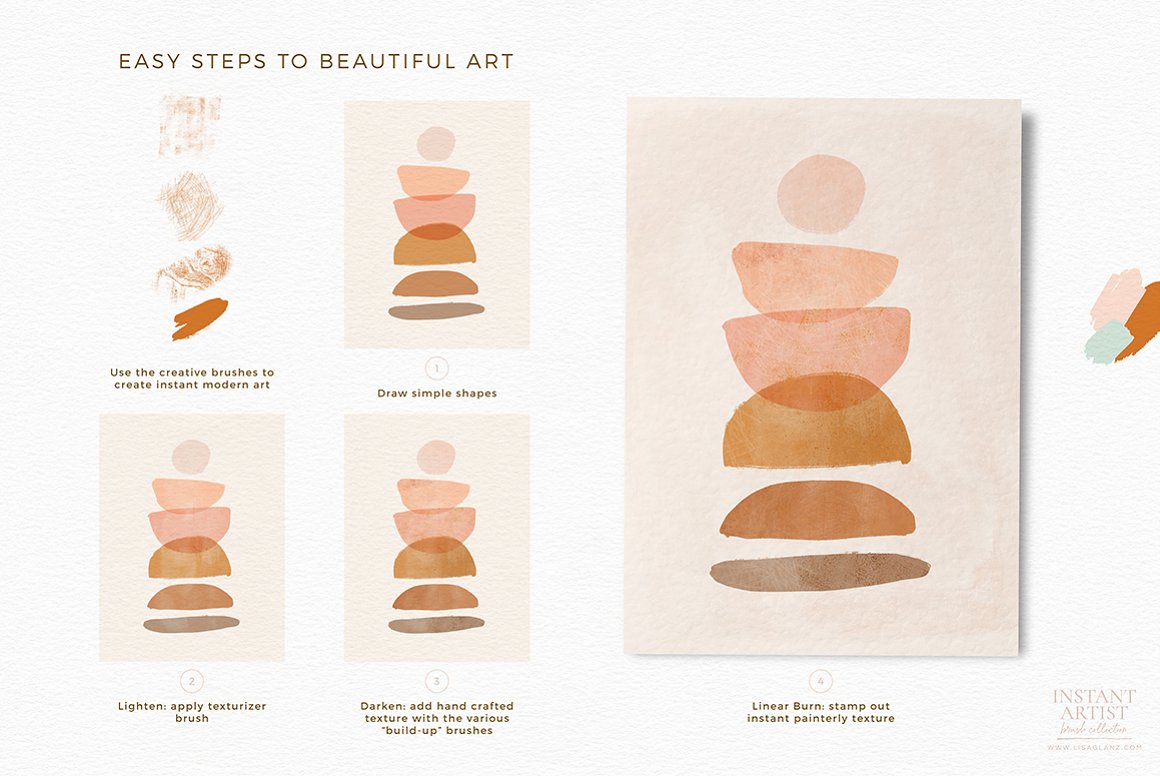 EASY STEPS TO BEAUTIFUL ART
Use the creative brushes to
create instant modern art
1
Draw simple shapes
2
Lighten: apply texturizer
brush
3
Darken: add hand crafted
texture with the various
"build-up" brushes
4
Linear Burn: stamp out
instant painterly texture
INSTANT
ARTIST
brush collection
WWW.LISAGLANZ.COM